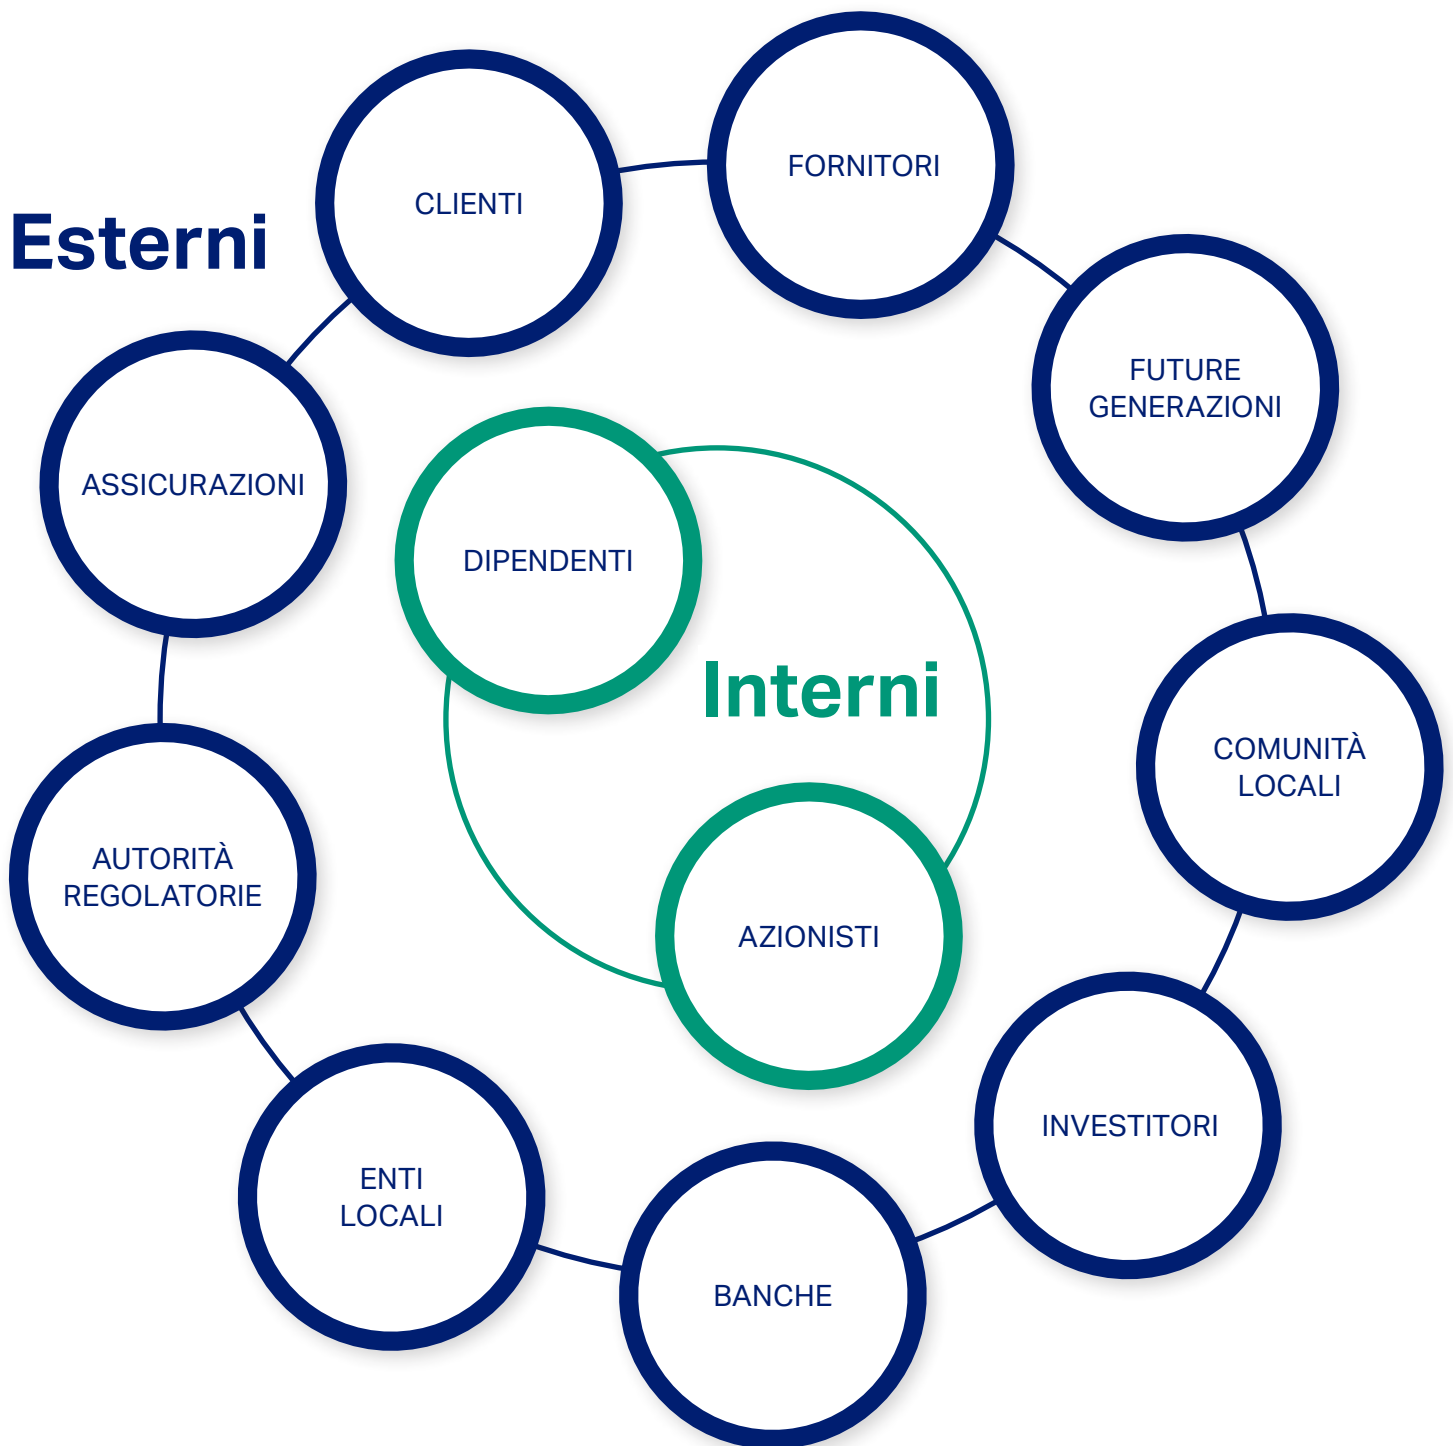 Esterni
CLIENTI
FORNITORI
FUTURE
GENERAZIONI
COMUNITÀ
LOCALI
INVESTITORI
BANCHE
ENTI
LOCALI
AUTORITÀ
REGOLATORIE
ASSICURAZIONI
Interni
DIPENDENTI
AZIONISTI